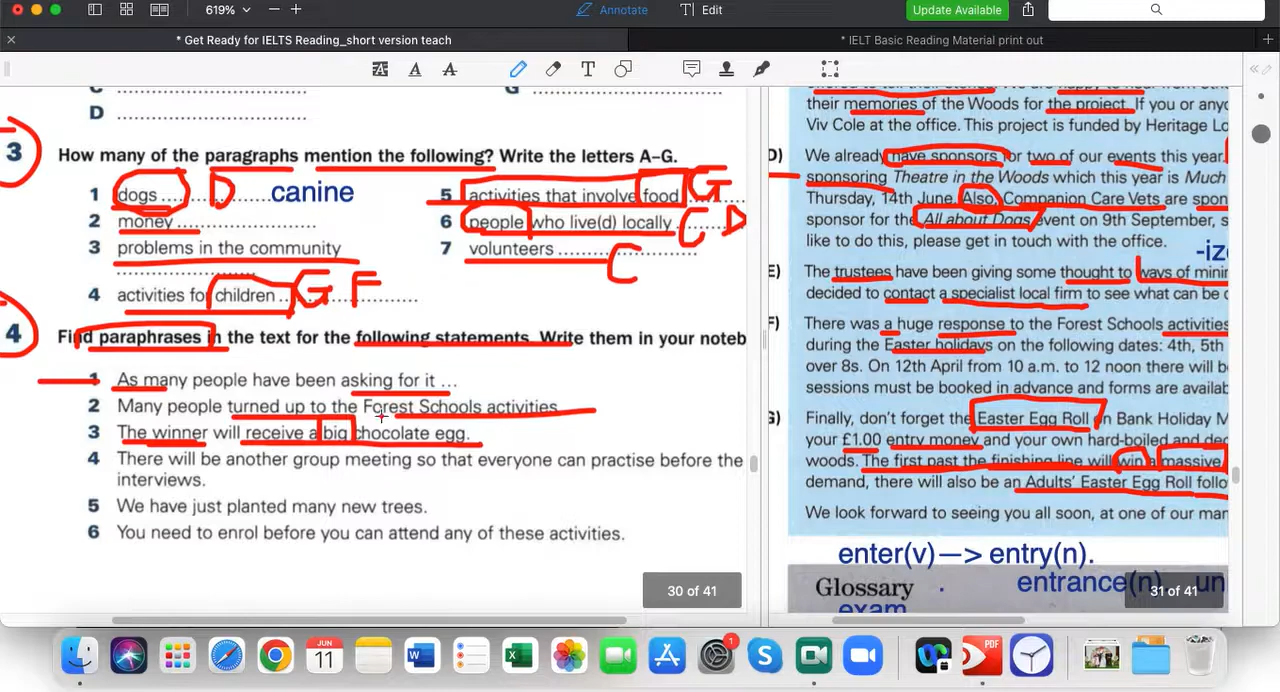 619%
Annotate
Edit
Update Available
* Get Ready for IELTS Reading_short version teach
* IELT Basic Reading Material print out
D ......................................
3 How many of the paragraphs mention the following? Write the letters A–G.
1 dogs .... D ......... canine
2 money ......................
3 problems in the community
......................
4 activities for children ... G F .........
5 activities that involve food G
6 people who live(d) locally C D
7 volunteers ............ C ............
4 Find paraphrases in the text for the following statements. Write them in your noteb
1 As many people have been asking for it ...
2 Many people turned up to the Forest Schools activities.
3 The winner will receive a big chocolate egg.
4 There will be another group meeting so that everyone can practise before the
interviews.
5 We have just planted many new trees.
6 You need to enrol before you can attend any of these activities.
30 of 41
their memories of the Woods for the project. If you or anyo
Viv Cole at the office. This project is funded by Heritage Lo
D) We already have sponsors for two of our events this year.
sponsoring Theatre in the Woods which this year is Much
Thursday, 14th June. Also, Companion Care Vets are spon
sponsor for the All about Dogs event on 9th September, s
like to do this, please get in touch with the office.
-ize
E) The trustees have been giving some thought to ways of minin
decided to contact a specialist local firm to see what can be d
F) There was a huge response to the Forest Schools activities
during the Easter holidays on the following dates: 4th, 5th
over 8s. On 12th April from 10 a.m. to 12 noon there will b
sessions must be booked in advance and forms are availab
G) Finally, don't forget the Easter Egg Roll on Bank Holiday M
your £1.00 entry money and your own hard-boiled and dec
woods. The first past the finishing line will win a massive
demand, there will also be an Adults' Easter Egg Roll follo
We look forward to seeing you all soon, at one of our mar
enter(v)—> entry(n).
Glossary . entrance(n) un
exam
31 of 41
JUN
11
1
PDF